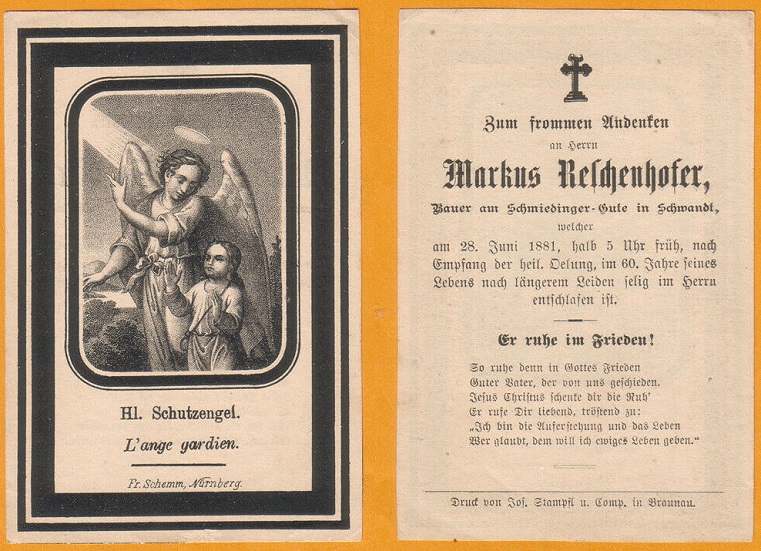 Hl. Schutzengel.
L'ange gardien.
Fr. Schemm, Nürnberg.
Zum frommen Andenken
an Herrn
Markus Reschenhofer,
Bauer am Schmiedinger-Gute in Schwandt,
welcher
am 28. Juni 1881, halb 5 Uhr früh, nach
Empfang der heil. Oelung, im 60. Jahre seines
Lebens nach längerem Leiden selig im Herrn
entschlafen ist.
Er ruhe im Frieden!
So ruhe denn in Gottes Frieden
Guter Vater, der von uns geschieden.
Jesus Christus schenke dir die Ruh'
Er rufe Dir liebend, tröstend zu:
„Ich bin die Auferstehung und das Leben
Wer glaubt, dem will ich ewiges Leben geben.“
Druck von Jos. Stampfl u. Comp. in Braunau.